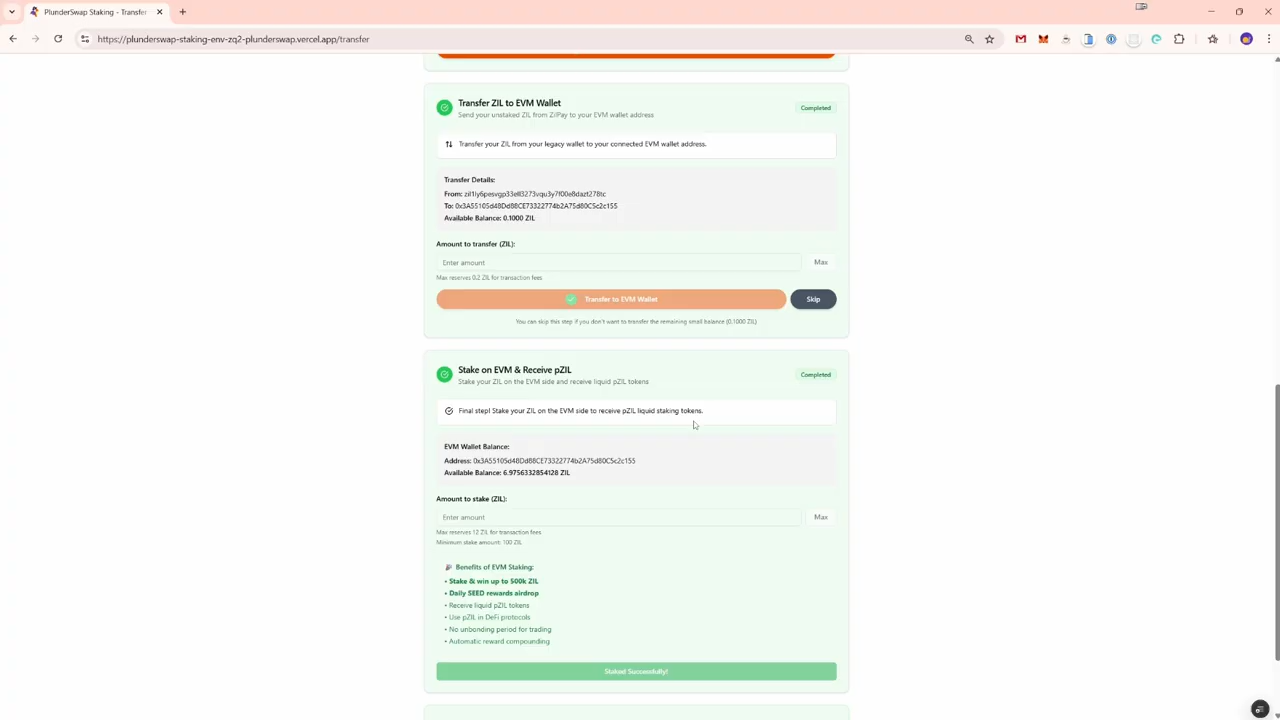 PlunderSwap Staking - Transfer
https://plunderswap-staking-env-zq2-plunderswap.vercel.app/transfer
Transfer ZIL to EVM Wallet
Completed
Send your unstaked ZIL from ZilPay to your EVM wallet address
Transfer your ZIL from your legacy wallet to your connected EVM wallet address.
Transfer Details:
From: zil1ly6pesvgp33ell3273vqu3y7f00e8dazt278tc
To: 0x3A55105d48Dd88CE73322774b2A75d80C5c2c155
Available Balance: 0.1000 ZIL
Amount to transfer (ZIL):
Enter amount
Max
Max reserves 0.2 ZIL for transaction fees
Transfer to EVM Wallet
Skip
You can skip this step if you don't want to transfer the remaining small balance (0.1000 ZIL)
Stake on EVM & Receive pZIL
Completed
Stake your ZIL on the EVM side and receive liquid pZIL tokens
Final step! Stake your ZIL on the EVM side to receive pZIL liquid staking tokens.
EVM Wallet Balance:
Address: 0x3A55105d48Dd88CE73322774b2A75d80C5c2c155
Available Balance: 6.9756332854128 ZIL
Amount to stake (ZIL):
Enter amount
Max
Max reserves 12 ZIL for transaction fees
Minimum stake amount: 100 ZIL
Benefits of EVM Staking:
• Stake & win up to 500k ZIL
• Daily SEED rewards airdrop
• Receive liquid pZIL tokens
• Use pZIL in DeFi protocols
• No unbonding period for trading
• Automatic reward compounding
Staked Successfully!